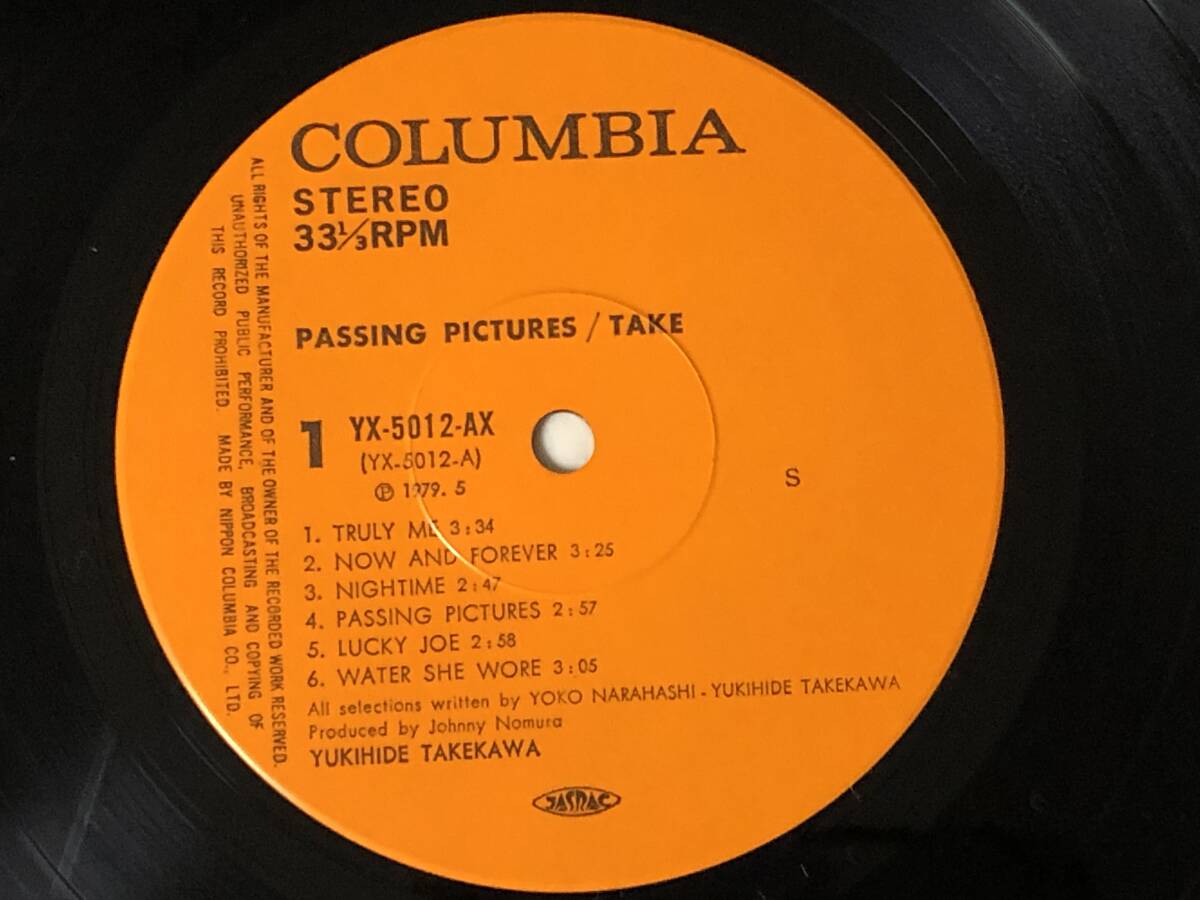 COLUMBIA
STEREO
33⅓RPM
PASSING PICTURES / TAKE
1 YX-5012-AX
(YX-5012-A)
Ⓟ 1979. 5
S
1. TRULY ME 3:34
2. NOW AND FOREVER 3:25
3. NIGHTIME 2:47
4. PASSING PICTURES 2:57
5. LUCKY JOE 2:58
6. WATER SHE WORE 3:05
All selections written by YOKO NARAHASHI - YUKIHIDE TAKEKAWA
Produced by Johnny Nomura
YUKIHIDE TAKEKAWA
JASRAC
ALL RIGHTS OF THE MANUFACTURER AND OF THE OWNER OF THE RECORDED WORK RESERVED.
UNAUTHORIZED PUBLIC PERFORMANCE, BROADCASTING AND COPYING OF
THIS RECORD PROHIBITED. MADE BY NIPPON COLUMBIA CO., LTD.